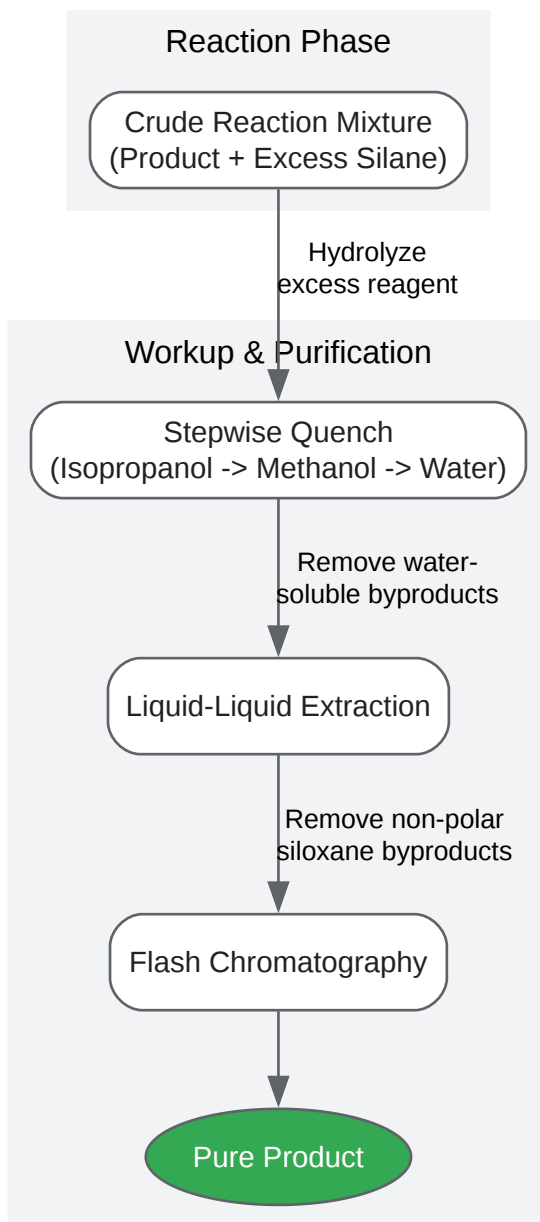 Reaction Phase
Crude Reaction Mixture
(Product + Excess Silane)
Hydrolyze
excess reagent
Workup & Purification
Stepwise Quench
(Isopropanol -> Methanol -> Water)
Remove water-
soluble byproducts
Liquid-Liquid Extraction
Remove non-polar
siloxane byproducts
Flash Chromatography
Pure Product